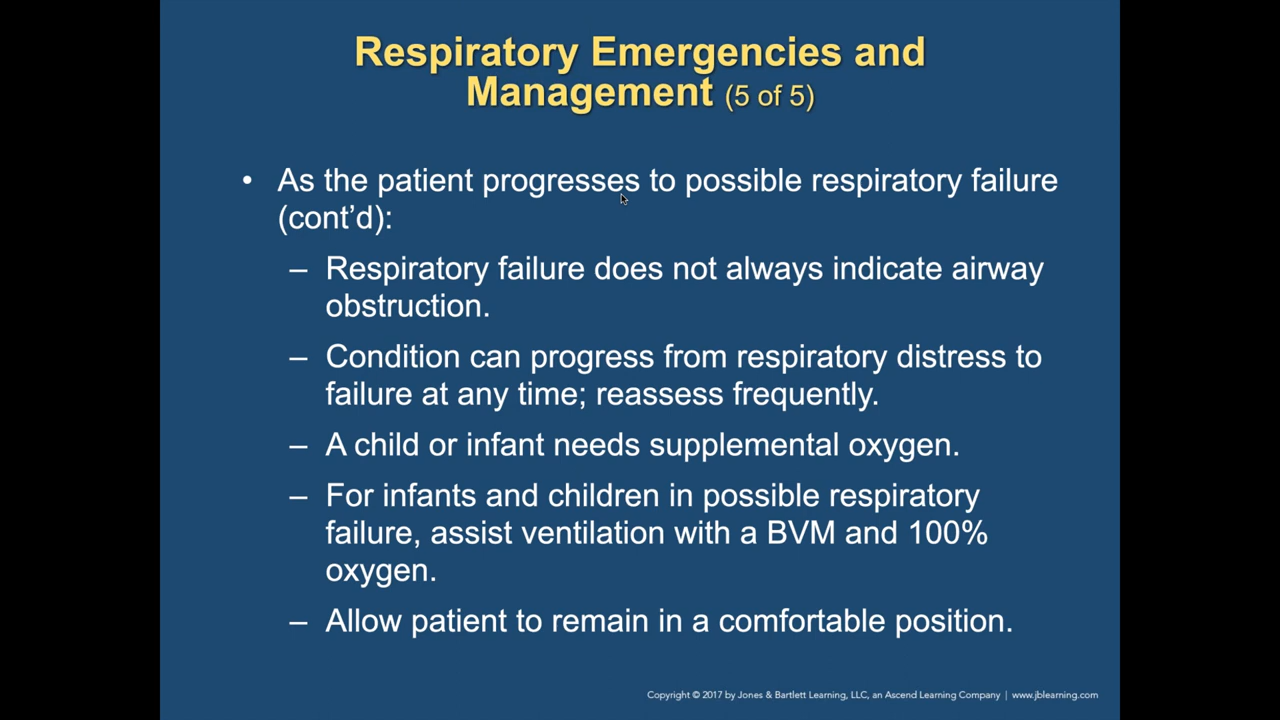 Respiratory Emergencies and
Management (5 of 5)
• As the patient progresses to possible respiratory failure
(cont’d):
– Respiratory failure does not always indicate airway
obstruction.
– Condition can progress from respiratory distress to
failure at any time; reassess frequently.
– A child or infant needs supplemental oxygen.
– For infants and children in possible respiratory
failure, assist ventilation with a BVM and 100%
oxygen.
– Allow patient to remain in a comfortable position.
Copyright © 2017 by Jones & Bartlett Learning, LLC, an Ascend Learning Company | www.jblearning.com